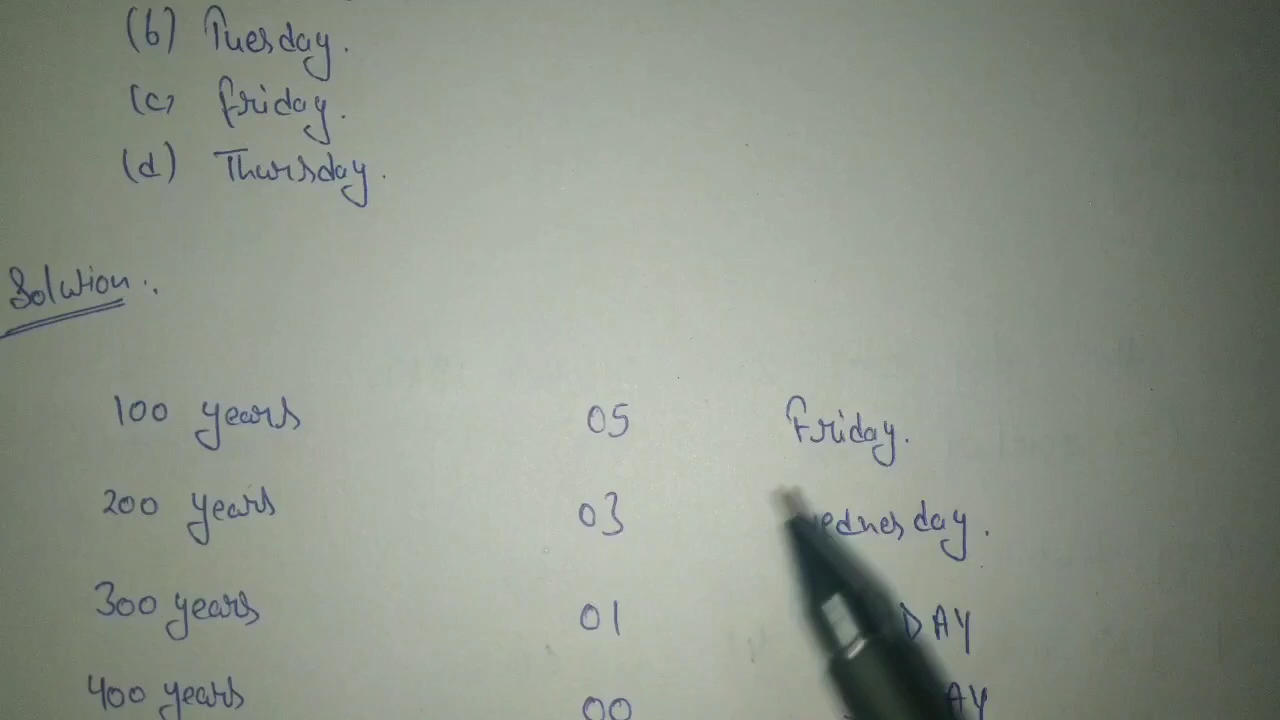 (b) Tuesday.
(c) Friday.
(d) Thursday.
Solution:.
100 years 05 Friday.
200 years 03 wednesday.
300 years 01 DAY
400 years 00 AY